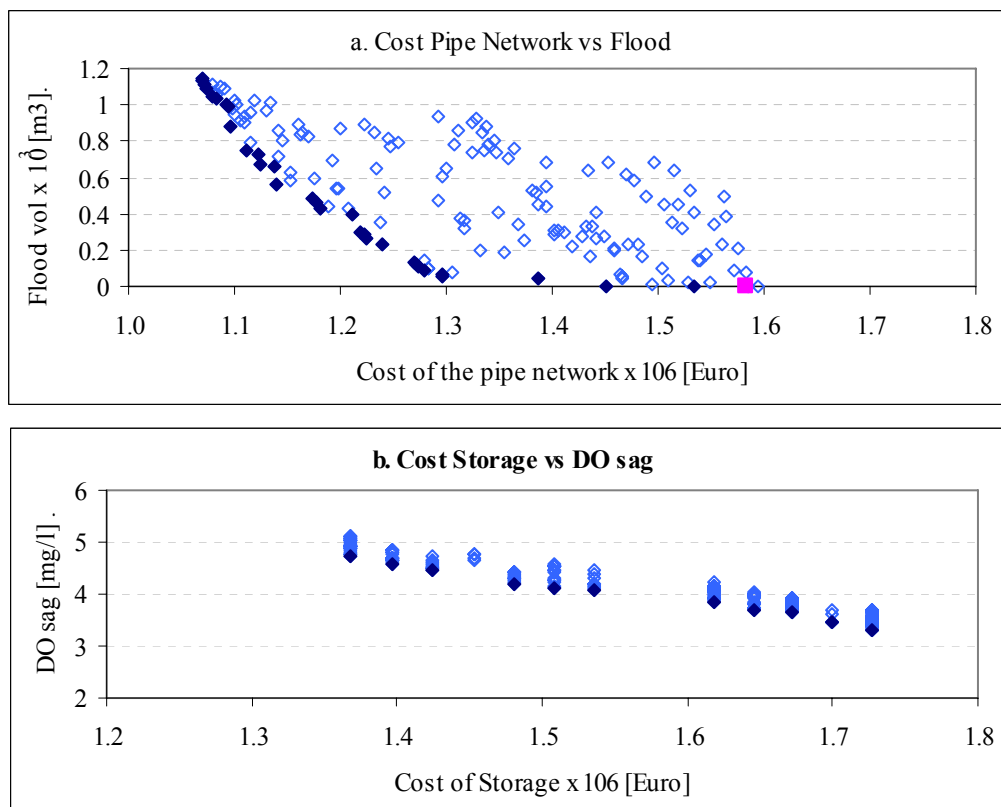 a. Cost Pipe Network vs Flood
Flood vol x 10^3 [m3].
1.2
1
0.8
0.6
0.4
0.2
0
1.0 1.1 1.2 1.3 1.4 1.5 1.6 1.7 1.8
Cost of the pipe network x 106 [Euro]
b. Cost Storage vs DO sag
DO sag [mg/l] .
6
5
4
3
2
1.2 1.3 1.4 1.5 1.6 1.7 1.8
Cost of Storage x 106 [Euro]